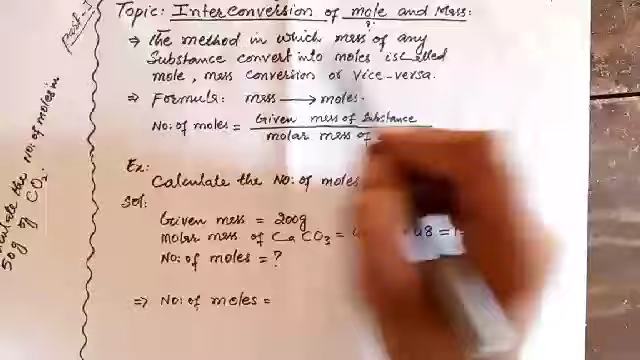 Part-I
Topic: Interconversion of mole and Mass:
⇒ The method in which mass of any
Substance convert into moles is called
mole, mass conversion or vice-versa.
⇒ Formula: mass ⟶ moles.
No: of moles = Given mass of Substance
molar mass of
Ex:
Calculate the No: of moles
Sol:
Given mass = 200g
Molar mass of CaCO₃ =
48 = 1
No: of moles = ?
⇒ No: of moles =
the No: of moles in
50g of CO₂.